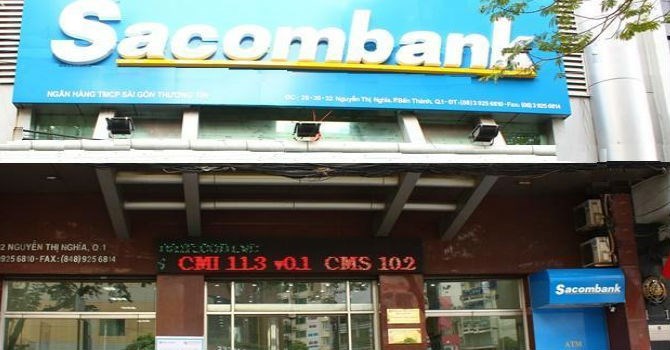 Sacombank
NGÂN HÀNG TMCP SÀI GÒN THƯƠNG TÍN
ĐC: 28-30-32 Nguyễn Thị Nghĩa, P.Bến Thành, Q.1 - ĐT: (08) 3 925 6810 - Fax: (08) 3 925 6814
2 NGUYỄN THỊ NGHĨA, Q.1
925 6810 - FAX: (848) 925 6814
CMI 11.3 v0.1 CMS 10.2
Sacombank
ATM